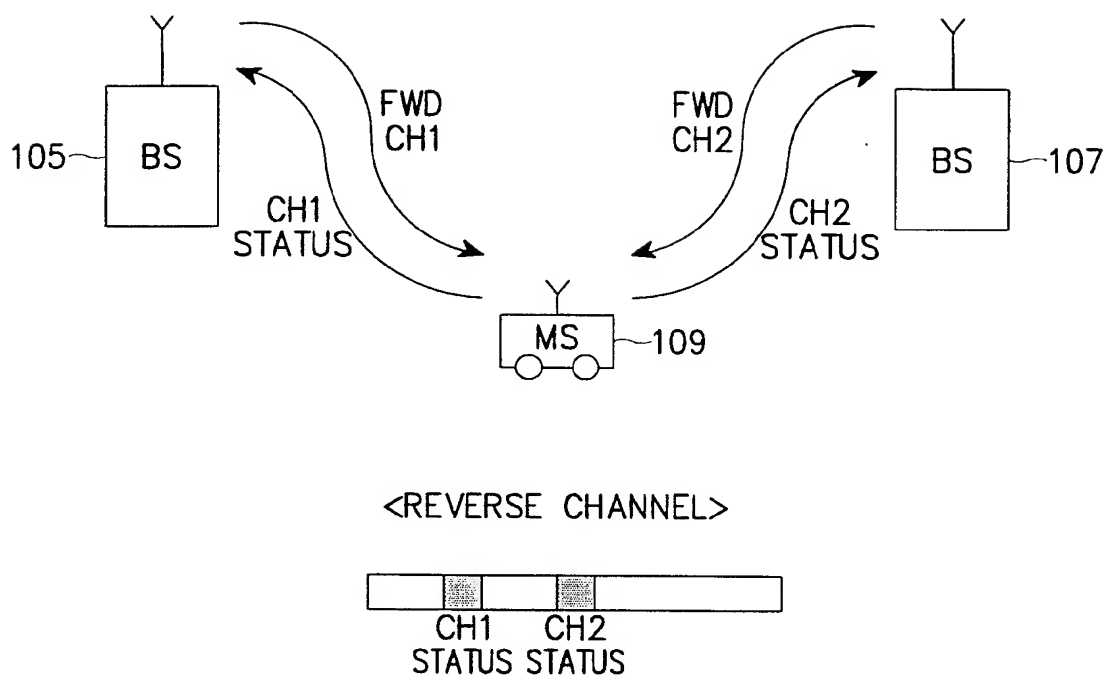 FWD
CH1
FWD
CH2
105
BS
BS
107
CH1
STATUS
CH2
STATUS
MS
109
<REVERSE CHANNEL>
CH1
STATUS
CH2
STATUS